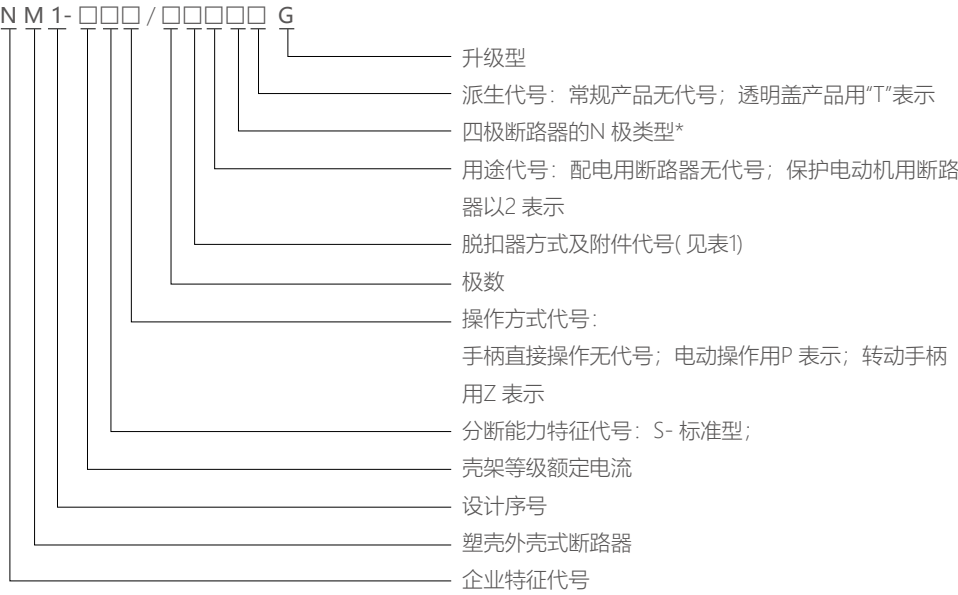 N M 1- □□□ / □□□□□ G
升级型
派生代号：常规产品无代号；透明盖产品用“T”表示
四极断路器的N 极类型*
用途代号：配电用断路器无代号；保护电动机用断路
器以2 表示
脱扣器方式及附件代号( 见表1)
极数
操作方式代号：
手柄直接操作无代号；电动操作用P 表示；转动手柄
用Z 表示
分断能力特征代号：S- 标准型；
壳架等级额定电流
设计序号
塑壳外壳式断路器
企业特征代号